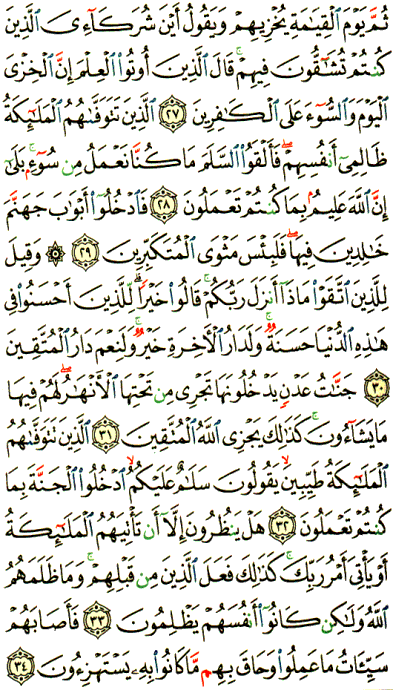 ثُمَّ يَوْمَ الْقِيَٰمَةِ يُخْزِيهِمْ وَيَقُولُ أَيْنَ شُرَكَآءِىَ الَّذِينَ
كُنتُمْ تُشَٰٓقُّونَ فِيهِمْ ۚ قَالَ الَّذِينَ أُوتُوا الْعِلْمَ إِنَّ الْخِزْىَ
الْيَوْمَ وَالسُّوٓءَ عَلَى الْكَٰفِرِينَ ﴿٢٧﴾ الَّذِينَ تَتَوَفَّىٰهُمُ الْمَلَٰٓئِكَةُ
ظَالِمِىٓ أَنفُسِهِمْ ۖ فَأَلْقَوُا السَّلَمَ مَا كُنَّا نَعْمَلُ مِن سُوٓءٍۭ ۚ بَلَىٰٓ
إِنَّ اللَّهَ عَلِيمٌۢ بِمَا كُنتُمْ تَعْمَلُونَ ﴿٢٨﴾ فَادْخُلُوٓا أَبْوَٰبَ جَهَنَّمَ
خَٰلِدِينَ فِيهَا ۖ فَلَبِئْسَ مَثْوَى الْمُتَكَبِّرِينَ ﴿٢٩﴾ ۞ وَقِيلَ
لِلَّذِينَ اتَّقَوْا مَاذَآ أَنزَلَ رَبُّكُمْ ۚ قَالُوا خَيْرًا ۗ لِّلَّذِينَ أَحْسَنُوا فِى
هَٰذِهِ الدُّنْيَا حَسَنَةٌ ۚ وَلَدَارُ الْءَاخِرَةِ خَيْرٌ ۚ وَلَنِعْمَ دَارُ الْمُتَّقِينَ
﴿٣٠﴾ جَنَّٰتُ عَدْنٍ يَدْخُلُونَهَا تَجْرِى مِن تَحْتِهَا الْأَنْهَٰرُ ۖ لَهُمْ فِيهَا
مَا يَشَآءُونَ ۚ كَذَٰلِكَ يَجْزِى اللَّهُ الْمُتَّقِينَ ﴿٣١﴾ الَّذِينَ تَتَوَفَّىٰهُمُ
الْمَلَٰٓئِكَةُ طَيِّبِينَ ۙ يَقُولُونَ سَلَٰمٌ عَلَيْكُمُ ادْخُلُوا الْجَنَّةَ بِمَا
كُنتُمْ تَعْمَلُونَ ﴿٣٢﴾ هَلْ يَنظُرُونَ إِلَّآ أَن تَأْتِيَهُمُ الْمَلَٰٓئِكَةُ
أَوْ يَأْتِىَ أَمْرُ رَبِّكَ ۚ كَذَٰلِكَ فَعَلَ الَّذِينَ مِن قَبْلِهِمْ ۚ وَمَا ظَلَمَهُمُ
اللَّهُ وَلَٰكِن كَانُوٓا أَنفُسَهُمْ يَظْلِمُونَ ﴿٣٣﴾ فَأَصَابَهُمْ
سَيِّـَٔاتُ مَا عَمِلُوا وَحَاقَ بِهِم مَّا كَانُوا بِهِۦ يَسْتَهْزِءُونَ ﴿٣٤﴾